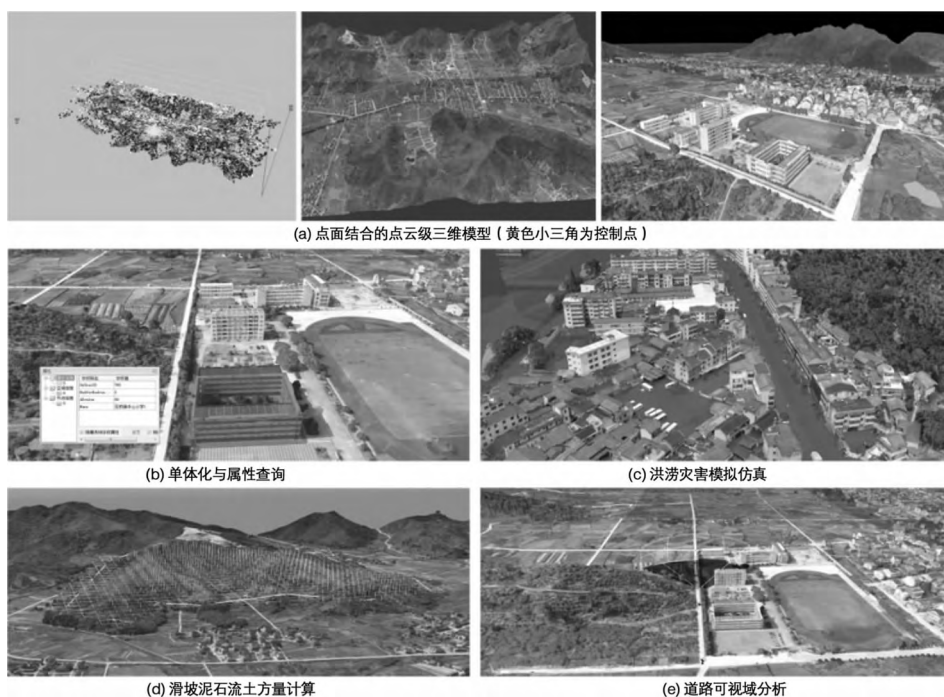 (a) 点面结合的点云级三维模型（黄色小三角为控制点）
(b) 单体化与属性查询
(c) 洪涝灾害模拟仿真
(d) 滑坡泥石流土方量计算
(e) 道路可视域分析